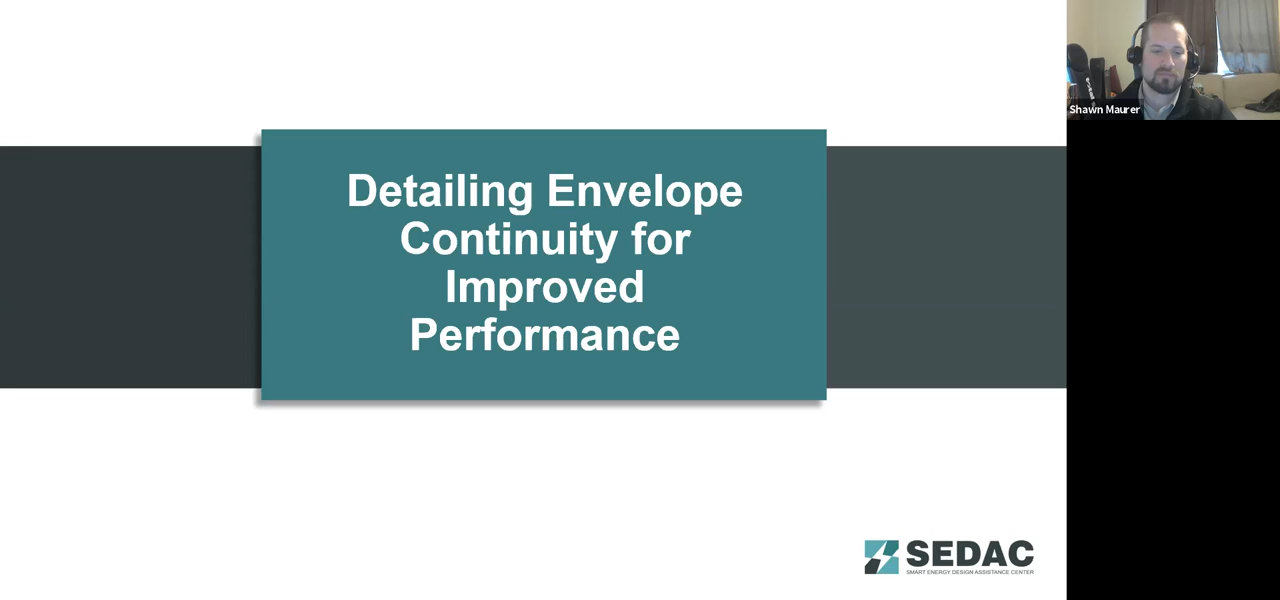 Detailing Envelope
Continuity for
Improved
Performance
SEDAC
SMART ENERGY DESIGN ASSISTANCE CENTER
Shawn Maurer